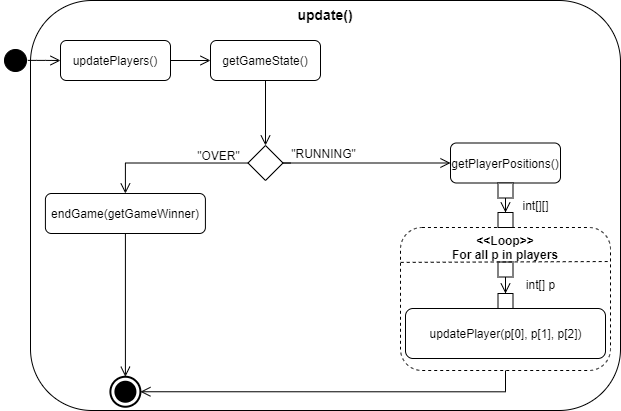 update()
updatePlayers()
getGameState()
"OVER"
"RUNNING"
getPlayerPositions()
int[][]
endGame(getGameWinner)
<<Loop>>
For all p in players
int[] p
updatePlayer(p[0], p[1], p[2])